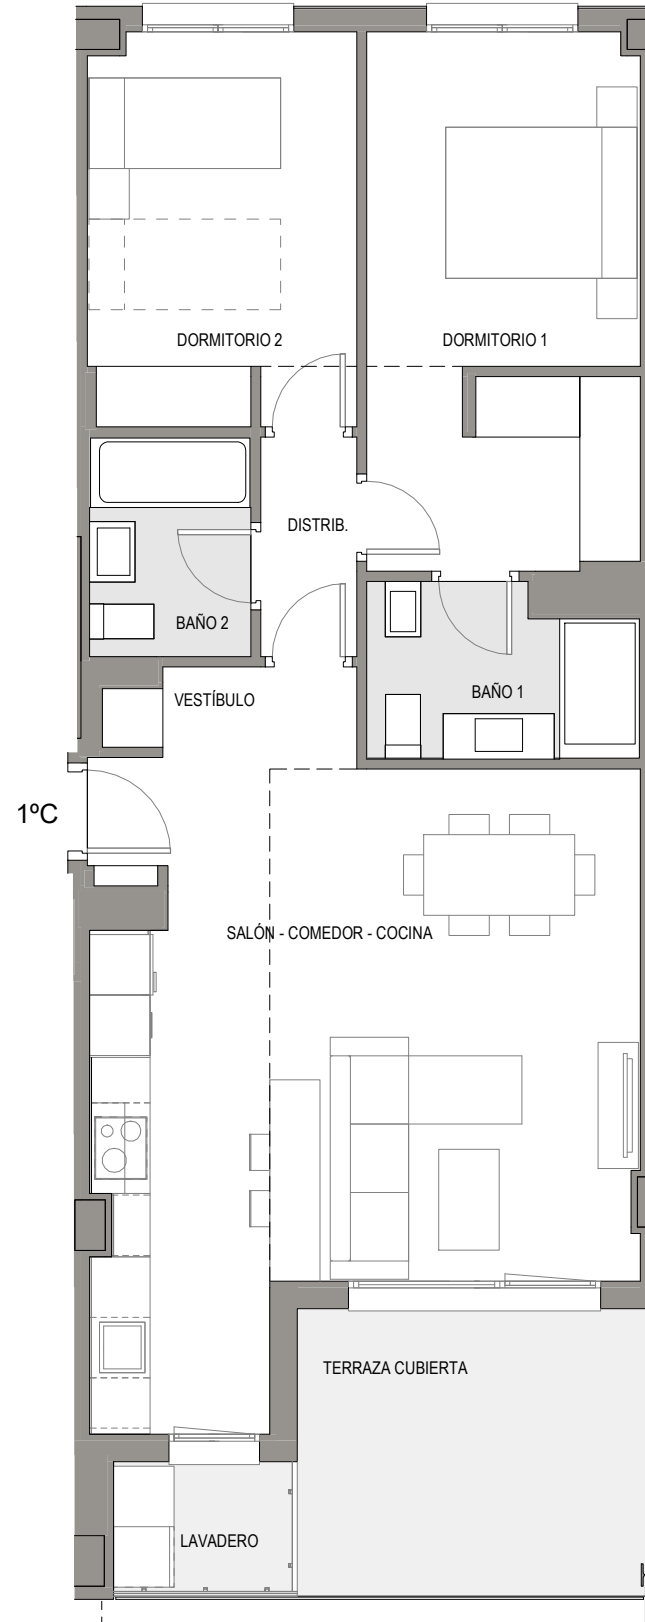 DORMITORIO 2
DORMITORIO 1
DISTRIB.
BAÑO 2
BAÑO 1
VESTÍBULO
1ºC
SALÓN - COMEDOR - COCINA
TERRAZA CUBIERTA
LAVADERO